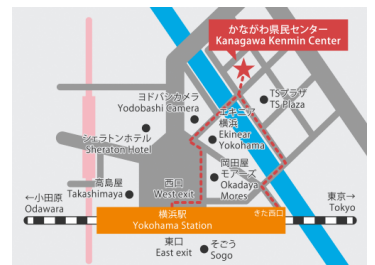 かながわ県民センター
Kanagawa Kenmin Center
TSプラザ
TS Plaza
ヨドバシカメラ
Yodobashi Camera
エキニア
横浜
Ekinear
Yokohama
シェラトンホテル
Sheraton Hotel
岡田屋
モアーズ
Okadaya
Mores
高島屋
Takashimaya
西口
West exit
←小田原
Odawara
東京→
Tokyo
横浜駅
Yokohama Station
きた西口
東口
East exit
そごう
Sogo